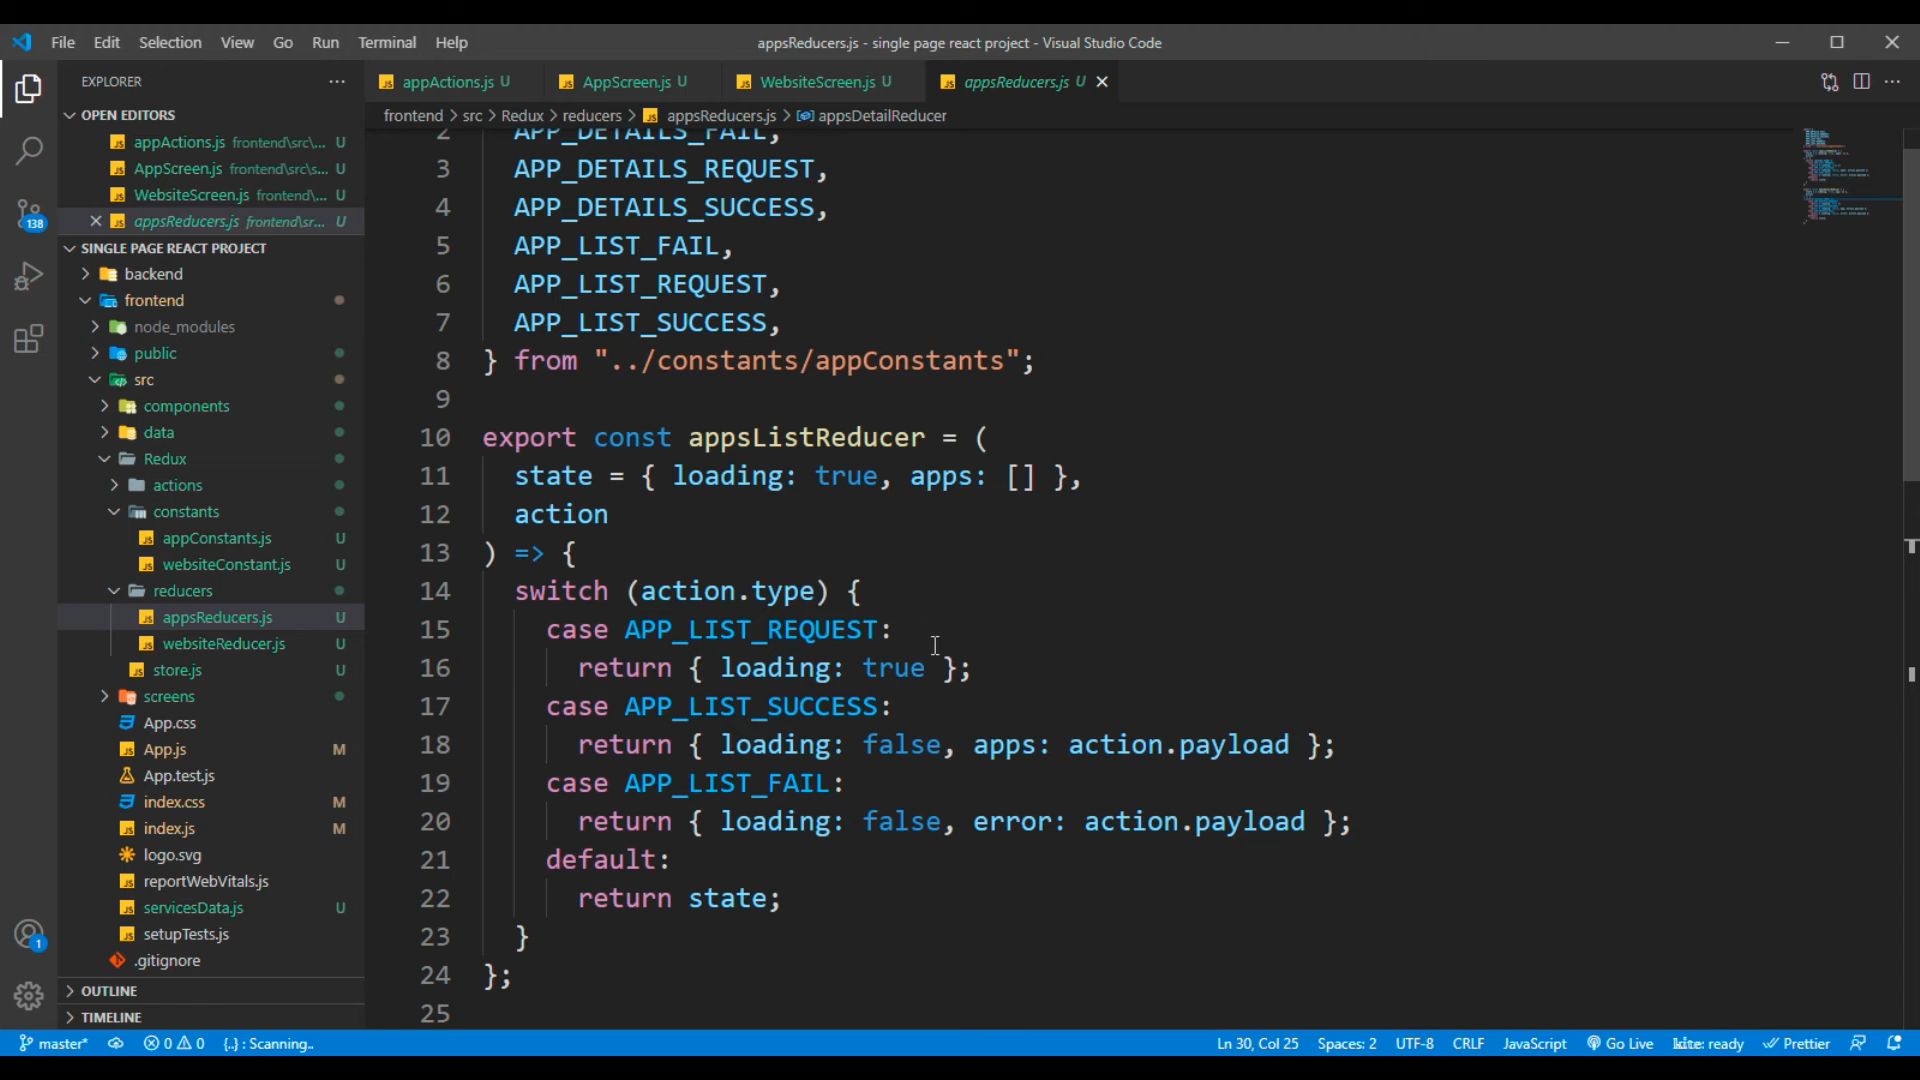 File Edit Selection View Go Run Terminal Help
appsReducers.js - single page react project - Visual Studio Code
EXPLORER
OPEN EDITORS
appActions.js frontend\src\... U
AppScreen.js frontend\src\s... U
WebsiteScreen.js frontend\... U
appsReducers.js frontend\sr... U
SINGLE PAGE REACT PROJECT
backend
frontend
node_modules
public
src
components
data
Redux
actions
constants
appConstants.js U
websiteConstant.js U
reducers
appsReducers.js U
websiteReducer.js U
store.js U
screens
App.css
App.js M
App.test.js
index.css M
index.js M
logo.svg
reportWebVitals.js
servicesData.js U
setupTests.js
.gitignore
OUTLINE
TIMELINE
138
1
appActions.js U AppScreen.js U WebsiteScreen.js U appsReducers.js U
frontend > src > Redux > reducers > appsReducers.js > appsDetailReducer
2 APP_DETAILS_FAIL,
3 APP_DETAILS_REQUEST,
4 APP_DETAILS_SUCCESS,
5 APP_LIST_FAIL,
6 APP_LIST_REQUEST,
7 APP_LIST_SUCCESS,
8 } from "../constants/appConstants";
9
10 export const appsListReducer = (
11 state = { loading: true, apps: [] },
12 action
13 ) => {
14 switch (action.type) {
15 case APP_LIST_REQUEST:
16 return { loading: true };
17 case APP_LIST_SUCCESS:
18 return { loading: false, apps: action.payload };
19 case APP_LIST_FAIL:
20 return { loading: false, error: action.payload };
21 default:
22 return state;
23 }
24 };
25
master* 0 0 {..} : Scanning.. Ln 30, Col 25 Spaces: 2 UTF-8 CRLF JavaScript Go Live kite: ready Prettier